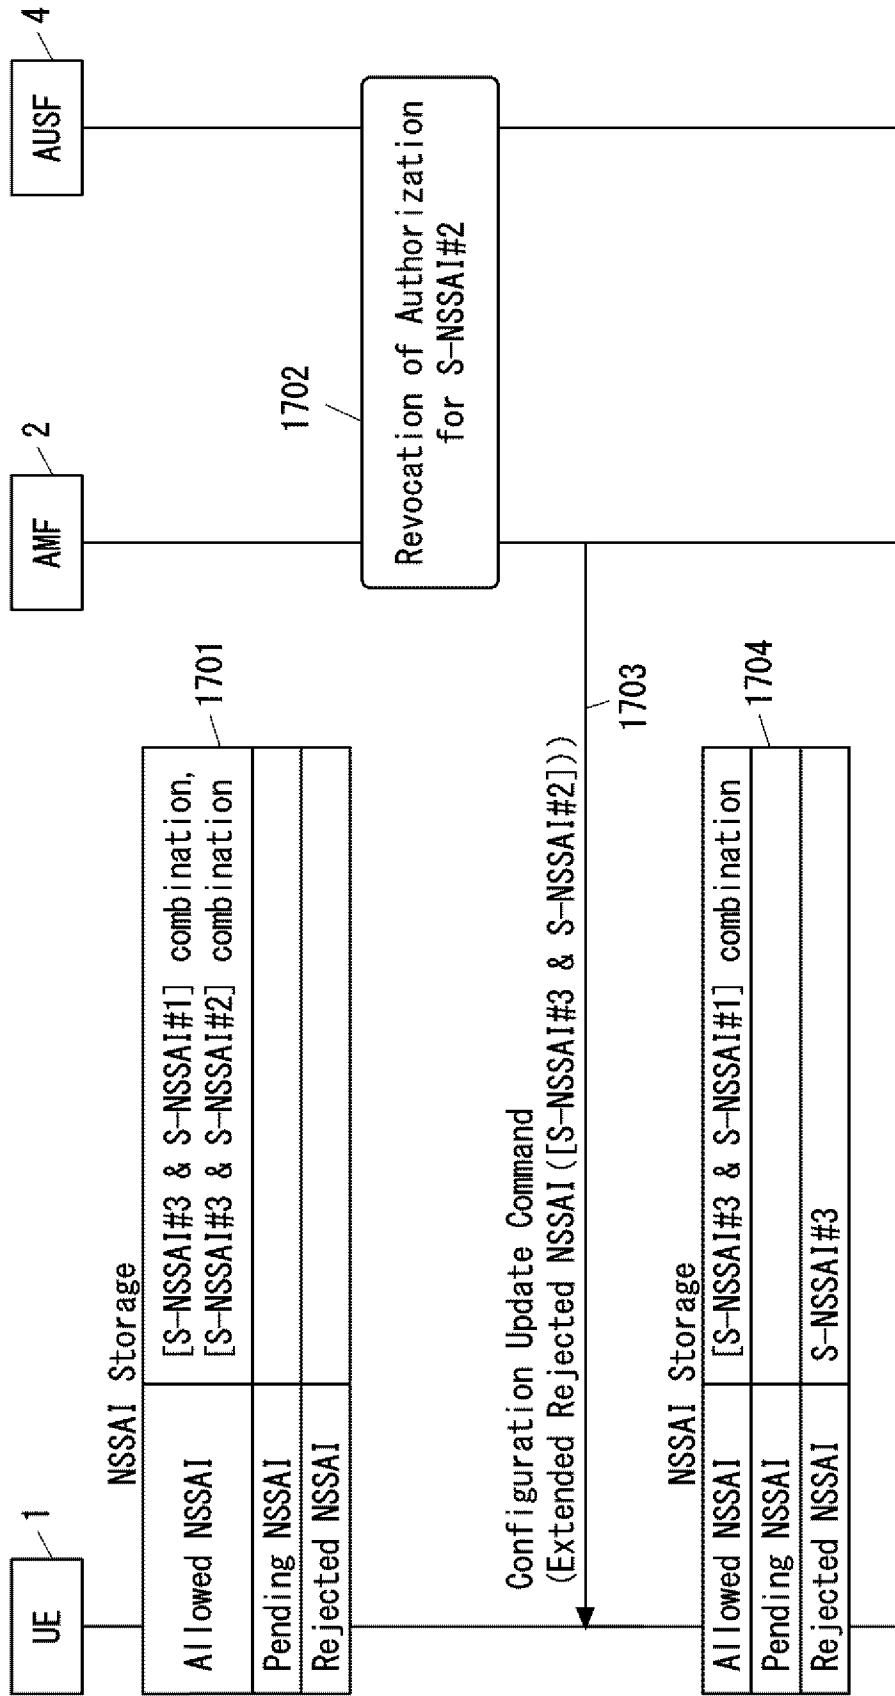 UE
1
AMF
2
AUSF
4
NSSAI Storage
1701
Allowed NSSAI
[S-NSSAI#3 & S-NSSAI#1] combination,
[S-NSSAI#3 & S-NSSAI#2] combination
Pending NSSAI
Rejected NSSAI
1702
Revocation of Authorization
for S-NSSAI#2
Configuration Update Command
(Extended Rejected NSSAI([S-NSSAI#3 & S-NSSAI#2]))
1703
NSSAI Storage
1704
Allowed NSSAI
[S-NSSAI#3 & S-NSSAI#1] combination
Pending NSSAI
Rejected NSSAI
S-NSSAI#3